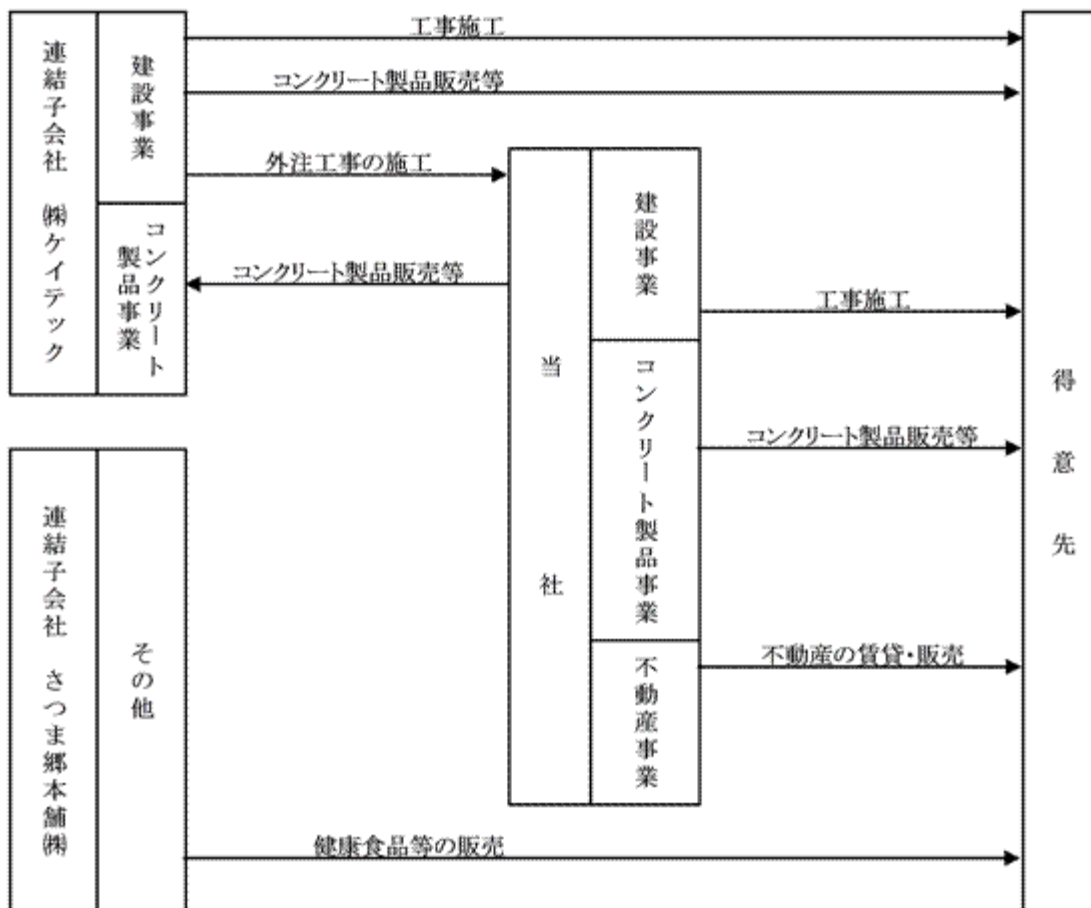 連結子会社　㈱ケイテック
建設事業
コンクリート
製品事業
工事施工
コンクリート製品販売等
外注工事の施工
コンクリート製品販売等
当社
建設事業
コンクリート製品事業
不動産事業
工事施工
コンクリート製品販売等
不動産の賃貸・販売
得意先
連結子会社　さつま郷本舗㈱
その他
健康食品等の販売